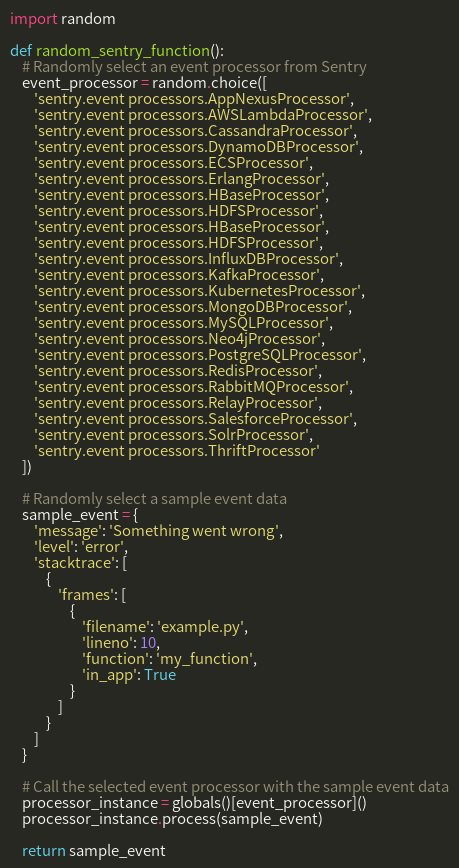 import random
def random_sentry_function():
# Randomly select an event processor from Sentry
event_processor = random.choice([
'sentry.event processors.AppNexusProcessor',
'sentry.event processors.AWSLambdaProcessor',
'sentry.event processors.CassandraProcessor',
'sentry.event processors.DynamoDBProcessor',
'sentry.event processors.ECSProcessor',
'sentry.event processors.ErlangProcessor',
'sentry.event processors.HBaseProcessor',
'sentry.event processors.HDFSProcessor',
'sentry.event processors.HBaseProcessor',
'sentry.event processors.HDFSProcessor',
'sentry.event processors.InfluxDBProcessor',
'sentry.event processors.KafkaProcessor',
'sentry.event processors.KubernetesProcessor',
'sentry.event processors.MongoDBProcessor',
'sentry.event processors.MySQLProcessor',
'sentry.event processors.Neo4jProcessor',
'sentry.event processors.PostgreSQLProcessor',
'sentry.event processors.RedisProcessor',
'sentry.event processors.RabbitMQProcessor',
'sentry.event processors.RelayProcessor',
'sentry.event processors.SalesforceProcessor',
'sentry.event processors.SolrProcessor',
'sentry.event processors.ThriftProcessor'
])
# Randomly select a sample event data
sample_event = {
'message': 'Something went wrong',
'level': 'error',
'stacktrace': [
{
'frames': [
{
'filename': 'example.py',
'lineno': 10,
'function': 'my_function',
'in_app': True
}
]
}
]
}
# Call the selected event processor with the sample event data
processor_instance = globals()[event_processor]()
processor_instance.process(sample_event)
return sample_event